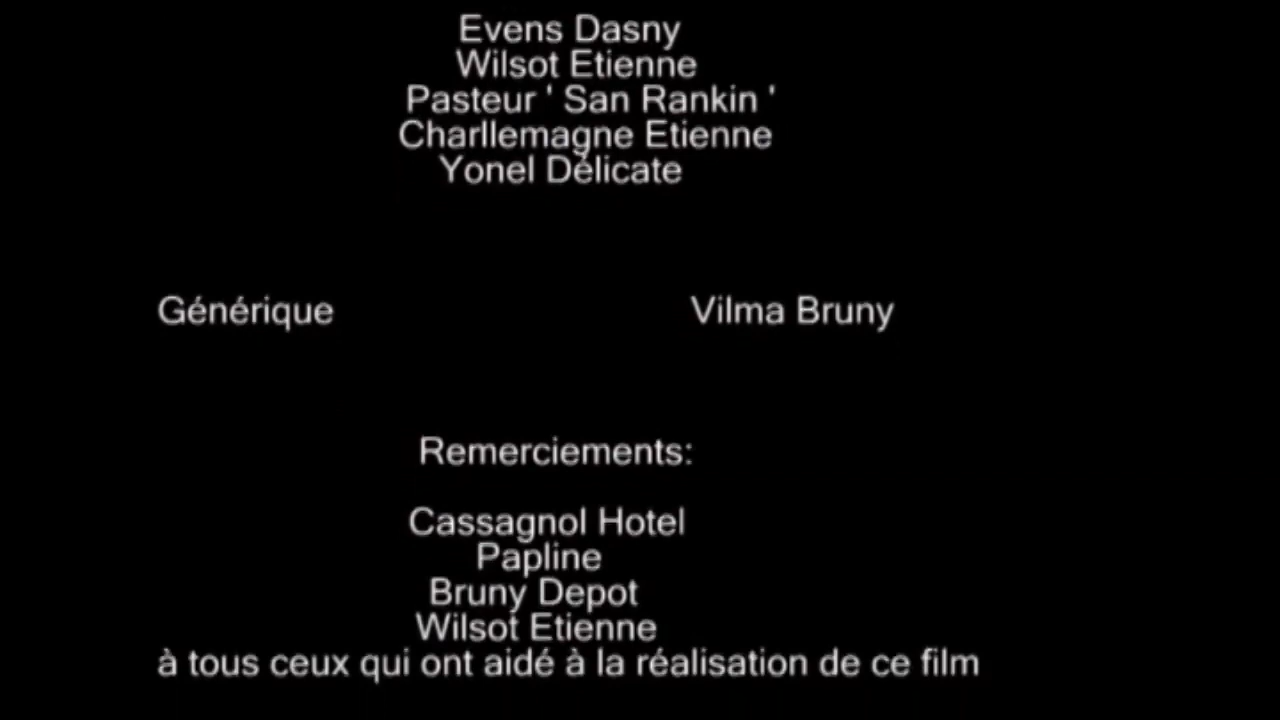 Evens Dasny
Wilsot Etienne
Pasteur ' San Rankin '
Charllemagne Etienne
Yonel Délicate
Générique Vilma Bruny
Remerciements:
Cassagnol Hotel
Papline
Bruny Depot
Wilsot Etienne
à tous ceux qui ont aidé à la réalisation de ce film